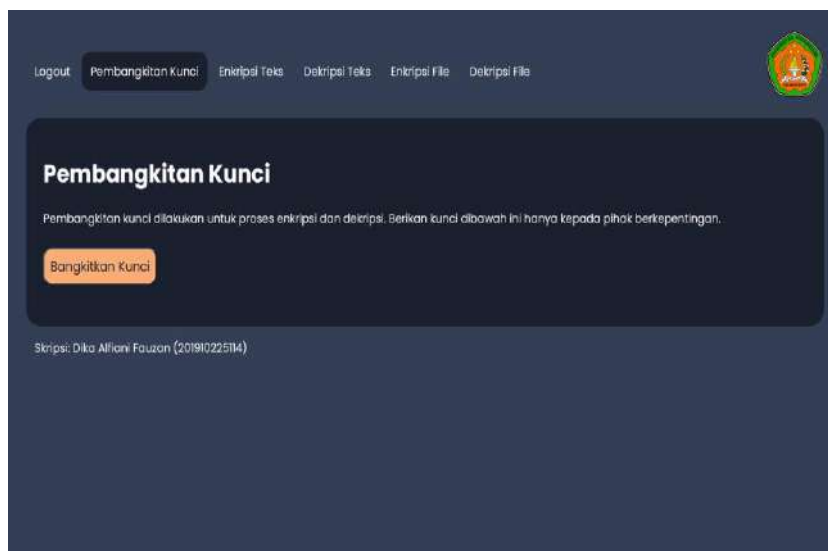 Logout Pembangkitan Kunci Enkripsi Teks Dekripsi Teks Enkripsi File Dekripsi File
Pembangkitan Kunci
Pembangkitan kunci dilakukan untuk proses enkripsi dan dekripsi. Berikan kunci dibawah ini hanya kepada pihak berkepentingan.
Bangkitkan Kunci
Skripsi: Dika Alfiani Fauzan (201910225114)